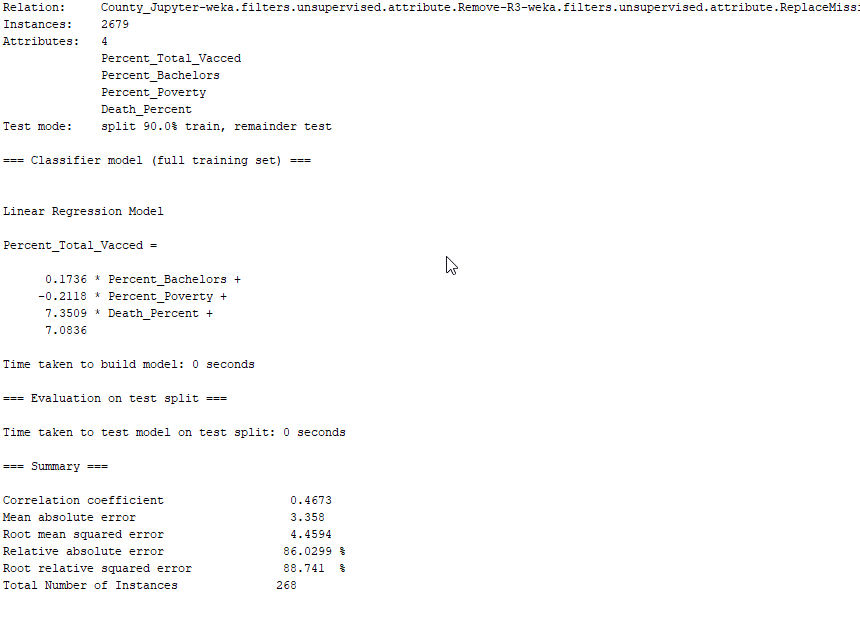 Relation: County_Jupyter-weka.filters.unsupervised.attribute.Remove-R3-weka.filters.unsupervised.attribute.ReplaceMissi
Instances: 2679
Attributes: 4
Percent_Total_Vacced
Percent_Bachelors
Percent_Poverty
Death_Percent
Test mode: split 90.0% train, remainder test
=== Classifier model (full training set) ===
Linear Regression Model
Percent_Total_Vacced =
0.1736 * Percent_Bachelors +
-0.2118 * Percent_Poverty +
7.3509 * Death_Percent +
7.0836
Time taken to build model: 0 seconds
=== Evaluation on test split ===
Time taken to test model on test split: 0 seconds
=== Summary ===
Correlation coefficient 0.4673
Mean absolute error 3.358
Root mean squared error 4.4594
Relative absolute error 86.0299 %
Root relative squared error 88.741 %
Total Number of Instances 268